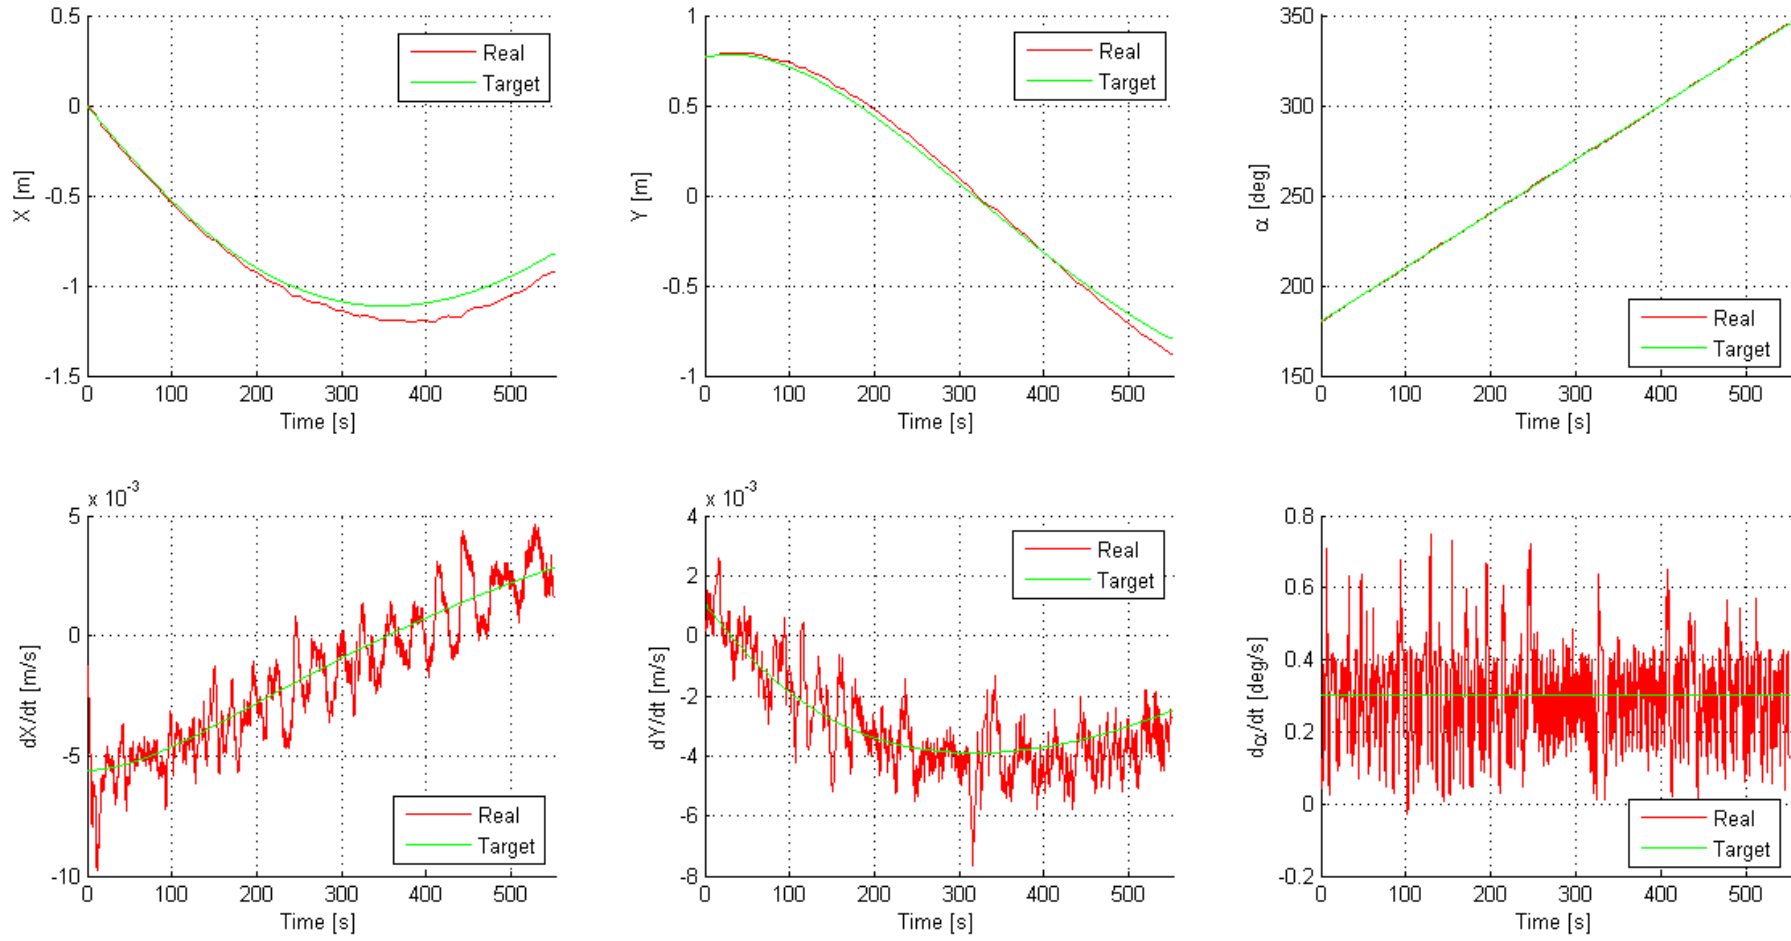 0.5
0
-0.5
-1
-1.5
X [m]
0 100 200 300 400 500
Time [s]
Real
Target
1
0.5
0
-0.5
-1
Y [m]
0 100 200 300 400 500
Time [s]
Real
Target
350
300
250
200
150
α [deg]
0 100 200 300 400 500
Time [s]
Real
Target
x 10^-3
5
0
-5
-10
dX/dt [m/s]
0 100 200 300 400 500
Time [s]
Real
Target
x 10^-3
4
2
0
-2
-4
-6
-8
dY/dt [m/s]
0 100 200 300 400 500
Time [s]
Real
Target
0.8
0.6
0.4
0.2
0
-0.2
dα/dt [deg/s]
0 100 200 300 400 500
Time [s]
Real
Target